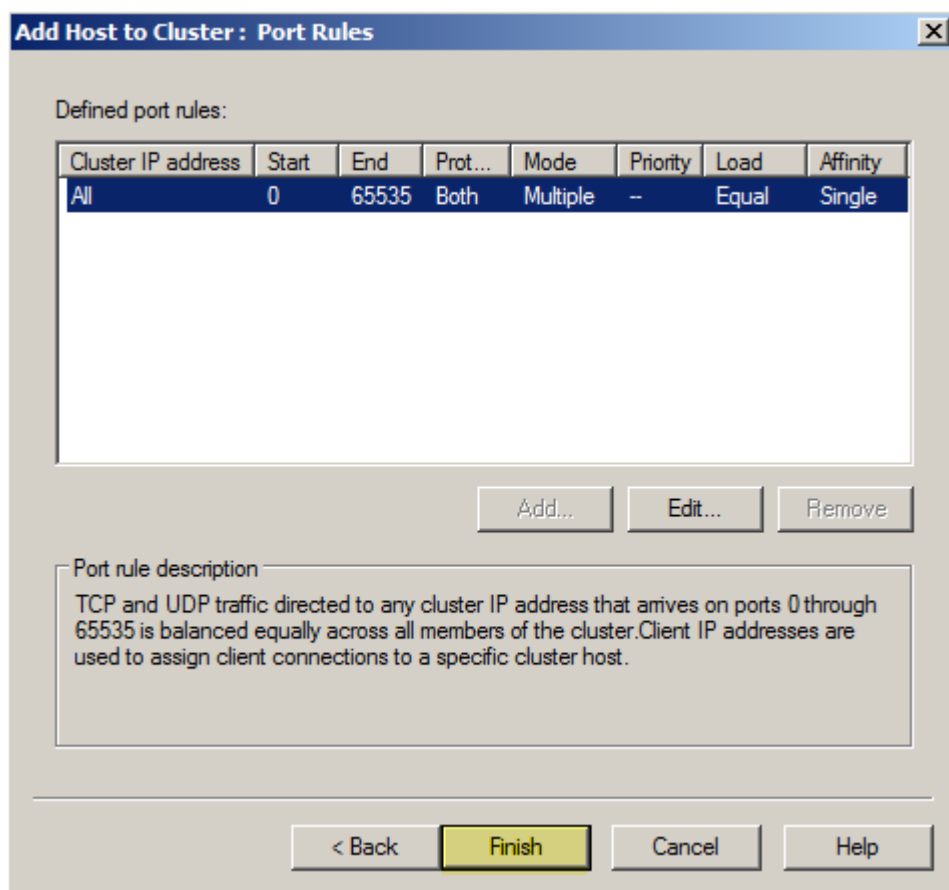 Add Host to Cluster : Port Rules
Defined port rules:
Cluster IP address Start End Prot... Mode Priority Load Affinity
All 0 65535 Both Multiple -- Equal Single
Add... Edit... Remove
Port rule description
TCP and UDP traffic directed to any cluster IP address that arrives on ports 0 through
65535 is balanced equally across all members of the cluster.Client IP addresses are
used to assign client connections to a specific cluster host.
< Back Finish Cancel Help